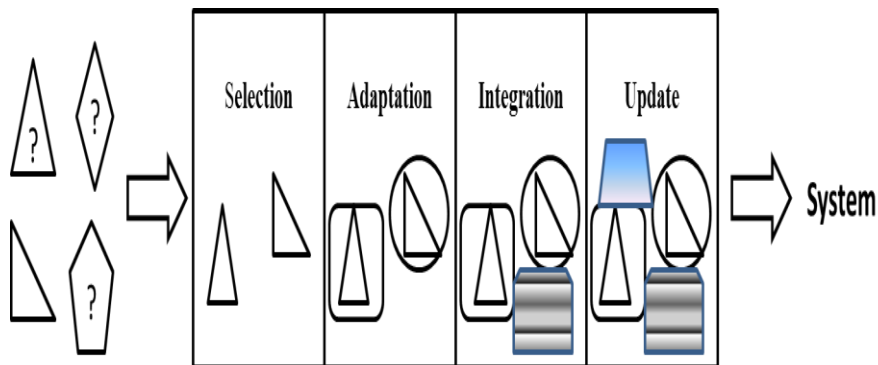 Selection
Adaptation
Integration
Update
?
?
?
System